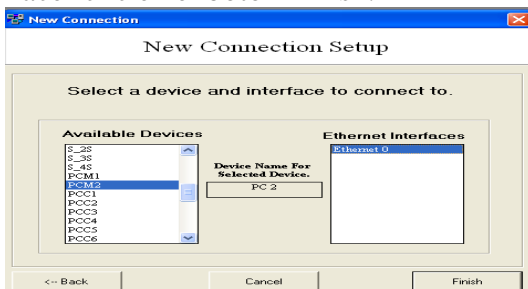 New Connection
New Connection Setup
Select a device and interface to connect to.
Available Devices
S_2S
S_3S
S_4S
PCM1
PCM2
PCC1
PCC2
PCC3
PCC4
PCC5
PCC6
Device Name For
Selected Device.
PC 2
Ethernet Interfaces
Ethernet 0
<-- Back
Cancel
Finish